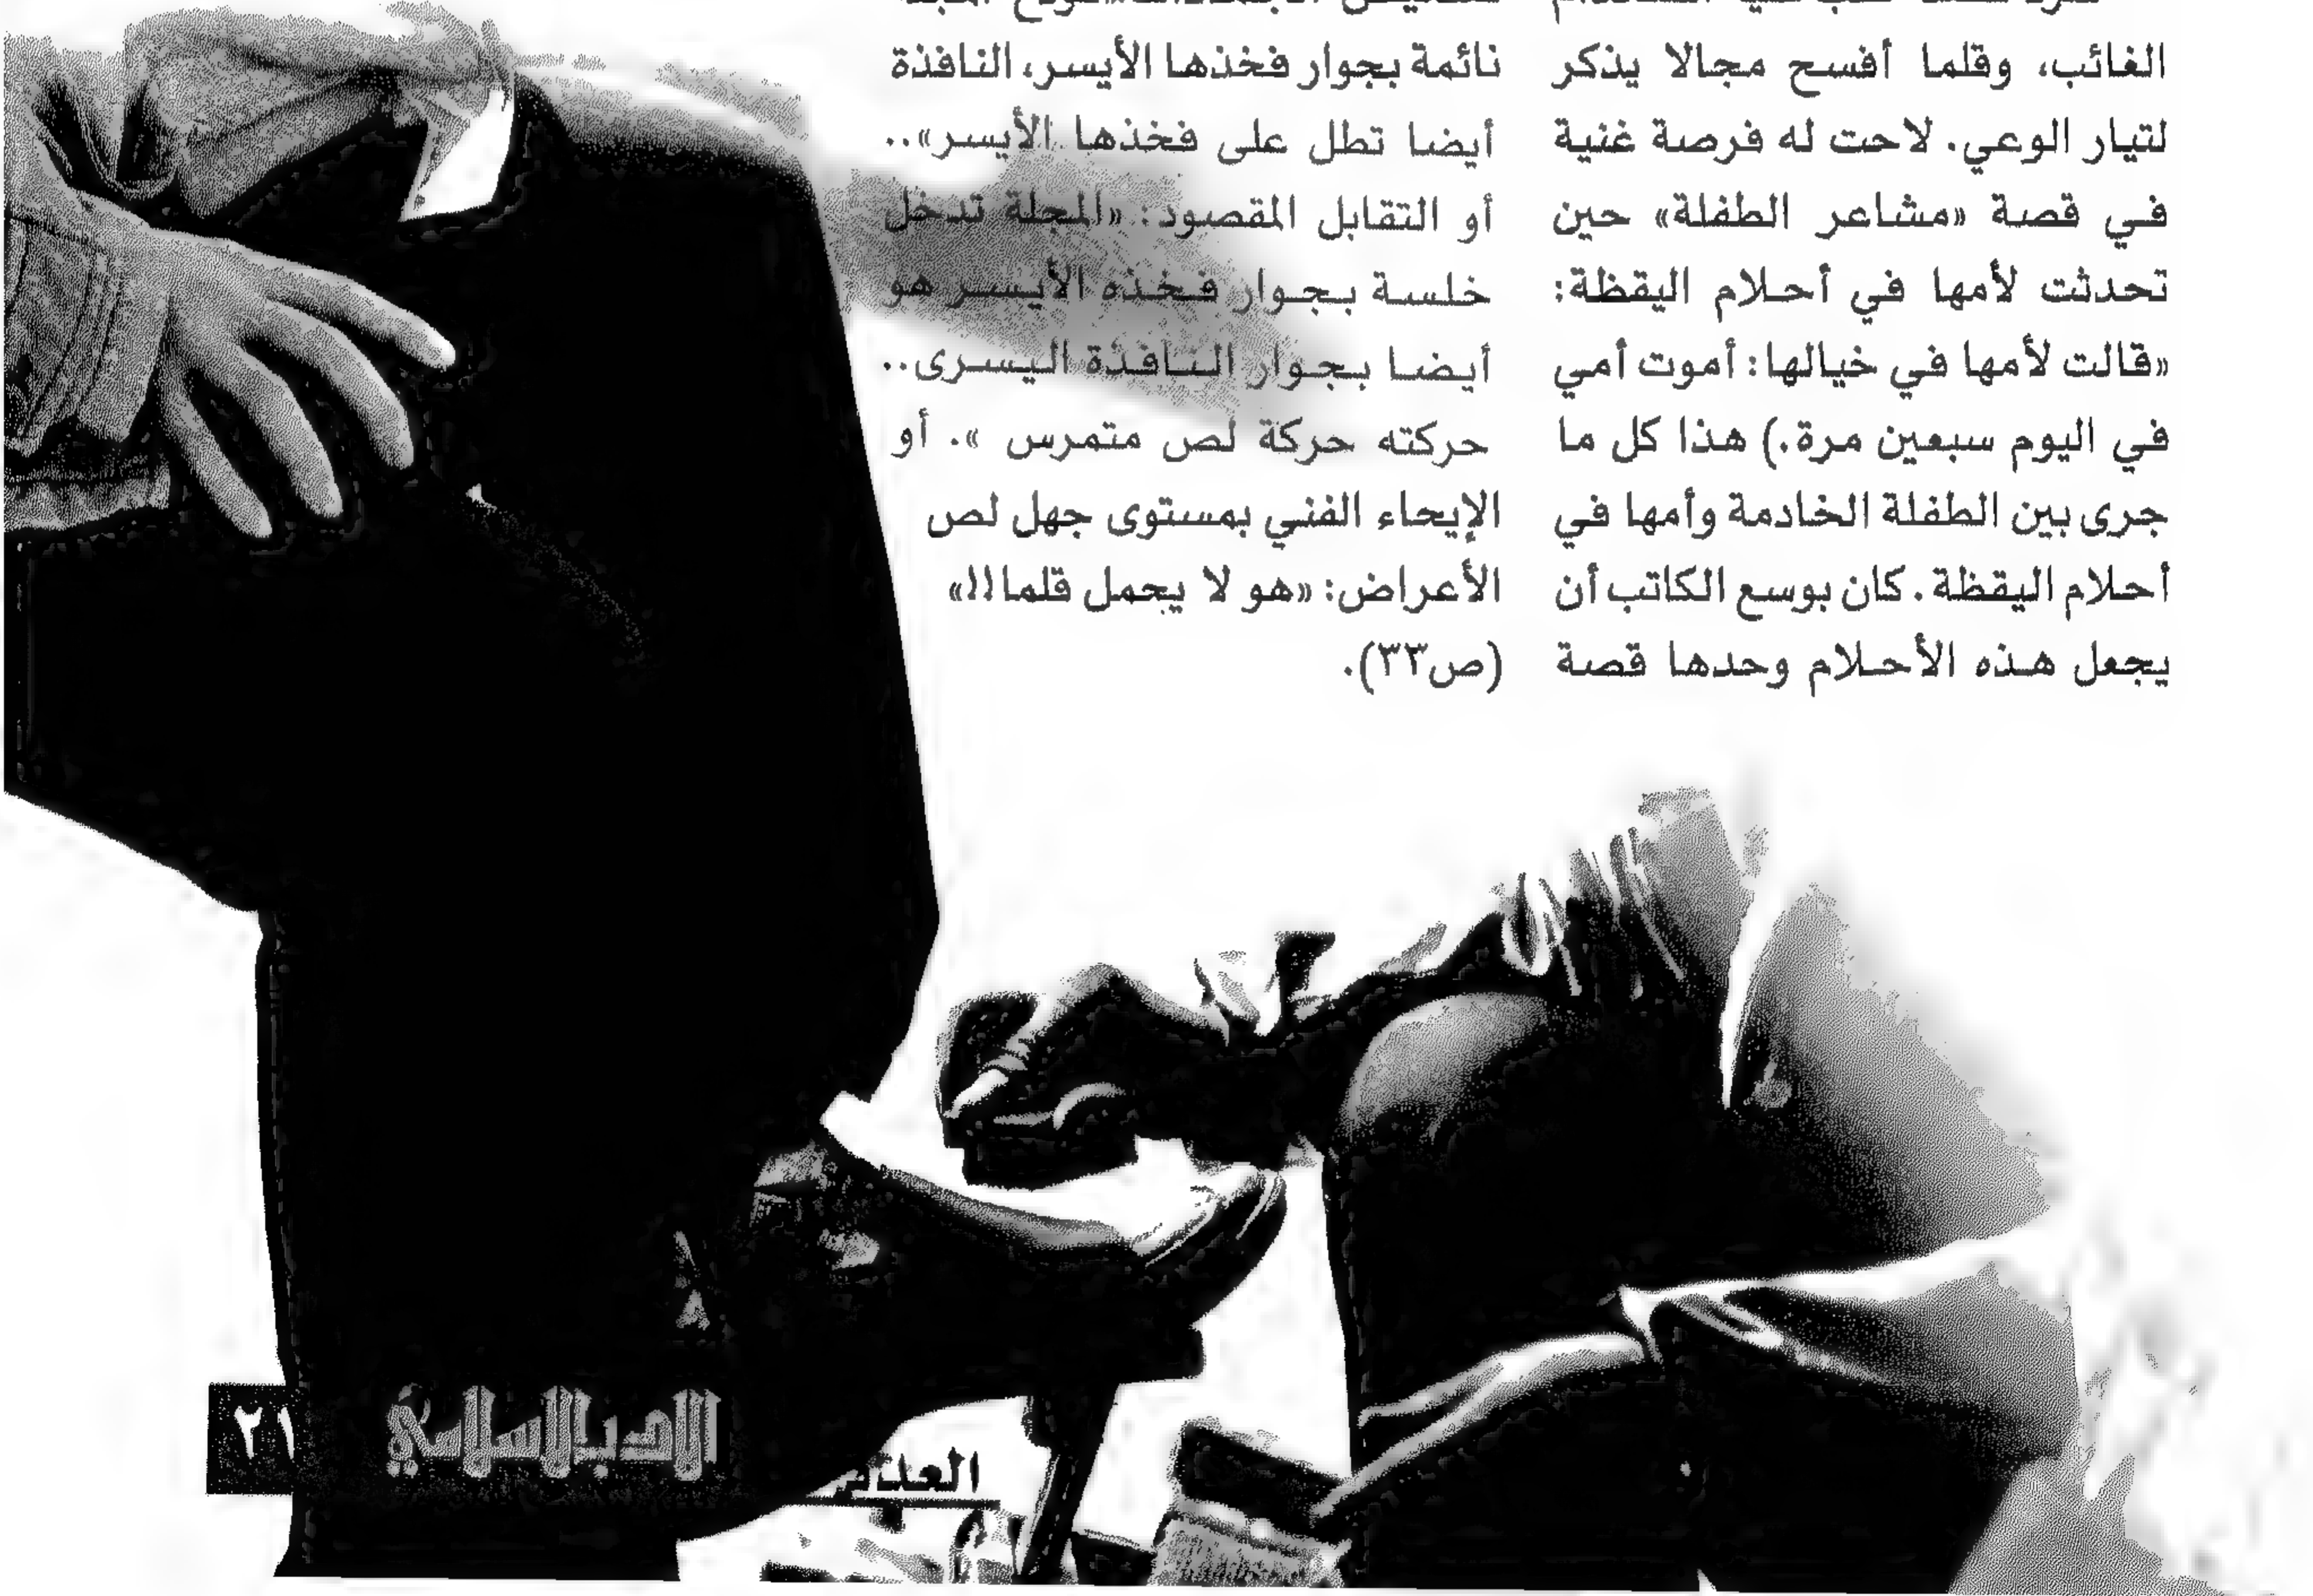 الغائب، وقلما أفسح مجالا يذكر
لتيار الوعي. لاحت له فرصة غنية
في قصة «مشاعر الطفلة» حين
تحدثت لأمها في أحلام اليقظة:
«قالت لأمها في خيالها: أموت أمي
في اليوم سبعين مرة.) هذا كل ما
جرى بين الطفلة الخادمة وأمها في
أحلام اليقظة. كان بوسع الكاتب أن
يجعل هذه الأحلام وحدها قصة
نائمة بجوار فخذها الأيسر، النافذة
أيضا تطل على فخذها الأيسر»..
أو التقابل المقصود: «المجلة تدخل
خلسة بجوار فخذه الأيسر هو
أيضا بجوار النافذة اليسرى..
حركته حركة لص متمرس ». أو
الإيحاء الفني بمستوى جهل لص
الأعراض: «هو لا يحمل قلما!!»
(ص٣٣).
الأدب الإسلامي
٢١